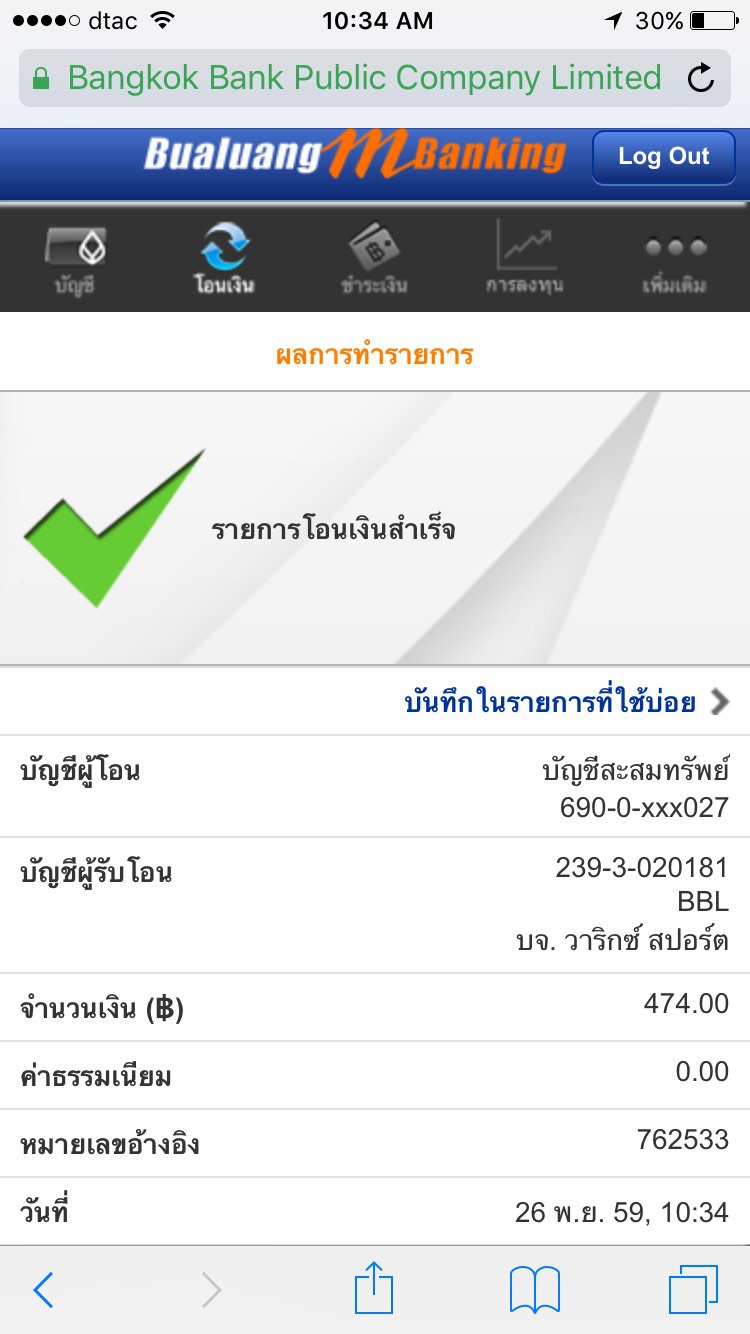 dtac 10:34 AM 30%
Bangkok Bank Public Company Limited
Bualuang mBanking Log Out
บัญชี โอนเงิน ชำระเงิน การลงทุน เพิ่มเติม
ผลการทำรายการ
รายการโอนเงินสำเร็จ
บันทึกในรายการที่ใช้บ่อย
บัญชีผู้โอน บัญชีสะสมทรัพย์
690-0-xxx027
บัญชีผู้รับโอน 239-3-020181
BBL
บจ. วาริกซ์ สปอร์ต
จำนวนเงิน (฿) 474.00
ค่าธรรมเนียม 0.00
หมายเลขอ้างอิง 762533
วันที่ 26 พ.ย. 59, 10:34